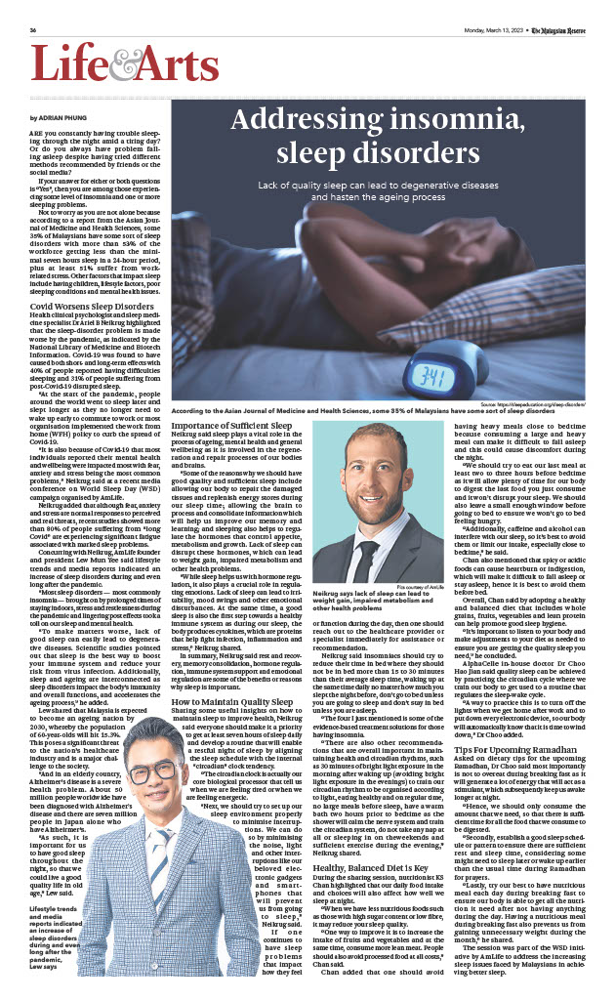 36
Monday, March 13, 2023 • The Malaysian Reserve
Life&Arts
by ADRIAN PHUNG
ARE you constantly having trouble sleep-
ing through the night amid a tiring day?
Or do you always have problem fall-
ing asleep despite having tried different
methods recommended by friends or the
social media?
If your answer for either or both questions
is “Yes”, then you are among those experien-
cing some level of insomnia and one or more
sleeping problems.
Not to worry as you are not alone because
according to a report from the Asian Jour-
nal of Medicine and Health Sciences, some
35% of Malaysians have some sort of sleep
disorders with more than 53% of the
workforce getting less than the mini-
mal seven hours sleep in a 24-hour period,
plus at least 51% suffer from work-
related stress. Other factors that impact sleep
include having children, lifestyle factors, poor
sleeping conditions and mental health issues.
Covid Worsens Sleep Disorders
Health clinical psychologist and sleep medi-
cine specialist Dr Ariel B Neikrug highlighted
that the sleep-disorder problem is made
worse by the pandemic, as indicated by the
National Library of Medicine and Biotech
Information. Covid-19 was found to have
caused both short- and long-term effects with
40% of people reported having difficulties
sleeping and 31% of people suffering from
post-Covid-19 disrupted sleep.
“At the start of the pandemic, people
around the world went to sleep later and
slept longer as they no longer need to
wake up early to commute to work or most
organisation implemented the work from
home (WFH) policy to curb the spread of
Covid-19.
“It is also because of Covid-19 that most
individuals reported their mental health
and wellbeing were impacted most with fear,
anxiety and stress being the most common
problems,” Neikrug said at a recent media
conference on World Sleep Day (WSD)
campaign organised by AmLife.
Neikrug added that although fear, anxiety
and stress are normal responses to perceived
and real threats, recent studies showed more
than 80% of people suffering from “long
Covid” are experiencing significant fatigue
associated with marked sleep problems.
Concurring with Neikrug, AmLife founder
and president Lew Mun Yee said lifestyle
trends and media reports indicated an
increase of sleep disorders during and even
long after the pandemic.
“Most sleep disorders — most commonly
insomnia — brought on by prolonged times of
staying indoors, stress and restlessness during
the pandemic and lingering post effects took a
toll on our sleep and mental health.
“To make matters worse, lack of
good sleep can easily lead to degenera-
tive diseases. Scientific studies pointed
out that sleep is the best way to boost
your immune system and reduce your
risk from virus infection. Additionally,
sleep and ageing are interconnected as
sleep disorders impact the body’s immunity
and overall functions, and accelerates the
ageing process,” he added.
Lew shared that Malaysia is expected
to become an ageing nation by
2030, whereby the population
of 60-year-olds will hit 15.3%.
This poses a significant threat
to the nation’s healthcare
industry and is a major chal-
lenge to the society.
“And in an elderly country,
Alzheimer’s disease is a severe
health problem. About 50
million people worldwide have
been diagnosed with Alzheimer’s
disease and there are seven million
people in Japan alone who
have Alzheimer’s.
“As such, it is
important for us
to have good sleep
throughout the
night, so that we
could live a good
quality life in old
age,” Lew said.
Lifestyle trends
and media
reports indicated
an increase of
sleep disorders
during and even
long after the
pandemic,
Lew says
Addressing insomnia,
sleep disorders
Lack of quality sleep can lead to degenerative diseases
and hasten the ageing process
3:41
Source: https://sleepeducation.org/sleep-disorders/
According to the Asian Journal of Medicine and Health Sciences, some 35% of Malaysians have some sort of sleep disorders
Importance of Sufficient Sleep
Neikrug said sleep plays a vital role in the
process of ageing, mental health and general
wellbeing as it is involved in the regene-
ration and repair processes of our bodies
and brains.
“Some of the reasons why we should have
good quality and sufficient sleep include
allowing our body to repair the damaged
tissues and replenish energy stores during
our sleep time; allowing the brain to
process and consolidate information which
will help us improve our memory and
learning; and sleeping also helps to regu-
late the hormones that control appetite,
metabolism and growth. Lack of sleep can
disrupt these hormones, which can lead
to weight gain, impaired metabolism and
other health problems.
“While sleep helps us with hormone regu-
lation, it also plays a crucial role in regula-
ting emotions. Lack of sleep can lead to irri-
tability, mood swings and other emotional
disturbances. At the same time, a good
sleep is also the first step towards a healthy
immune system as during our sleep, the
body produces cytokines, which are proteins
that help fight infection, inflammation and
stress,” Neikrug shared.
In summary, Neikrug said rest and recov-
ery, memory consolidation, hormone regula-
tion, immune system support and emotional
regulation are some of the benefits or reasons
why sleep is important.
How to Maintain Quality Sleep
Sharing some useful insights on how to
maintain sleep to improve health, Neikrug
said everyone should make it a priority
to get at least seven hours of sleep daily
and develop a routine that will enable
a restful night of sleep by aligning
the sleep schedule with the internal
“circadian” clock tendency.
“The circadian clock is actually our
core biological processor that tell us
when we are feeling tired or when we
are feeling energetic.
“Next, we should try to set up our
sleep environment properly
to minimise interrup-
tions. We can do
so by minimising
the noise, light
and other inter-
ruptions like our
beloved elec-
tronic gadgets
and smart-
phones that
will prevent
us from going
to sleep,”
Neikrug said.
If one
continues to
have sleep
problems
that impact
how they feel
Pix courtesy of AmLife
Neikrug says lack of sleep can lead to
weight gain, impaired metabolism and
other health problems
or function during the day, then one should
reach out to the healthcare provider or
specialist immediately for assistance or
recommendation.
Neikrug said insomniacs should try to
reduce their time in bed where they should
not be in bed more than 15 to 30 minutes
than their average sleep time, waking up at
the same time daily no matter how much you
slept the night before, don’t go to bed unless
you are going to sleep and don’t stay in bed
unless you are asleep.
“The four I just mentioned is some of the
evidence-based treatment solutions for those
having insomnia.
“There are also other recommenda-
tions that are overall important in main-
taining health and circadian rhythms, such
as 30 minutes of bright light exposure in the
morning after waking up (avoiding bright
light exposure in the evenings) to train our
circadian rhythm to be organised according
to light, eating healthy and on regular time,
no large meals before sleep, have a warm
bath two hours prior to bedtime as the
shower will calm the nerve system and train
the circadian system, do not take any nap at
all or sleeping in on the weekends and
sufficient exercise during the evening,”
Neikrug shared.
Healthy, Balanced Diet is Key
During the sharing session, nutritionist KS
Chan highlighted that our daily food intake
and choices will also affect how well we
sleep at night.
“When we have less nutritious foods such
as those with high sugar content or low fibre,
it may reduce your sleep quality.
“One way to improve it is to increase the
intake of fruits and vegetables and at the
same time, consume more lean meat. People
should also avoid processed food at all costs,”
Chan said.
Chan added that one should avoid
having heavy meals close to bedtime
because consuming a large and heavy
meal can make it difficult to fall asleep
and this could cause discomfort during
the night.
“We should try to eat our last meal at
least two to three hours before bedtime
as it will allow plenty of time for our body
to digest the last food you just consume
and it won’t disrupt your sleep. We should
also leave a small enough window before
going to bed to ensure we won’t go to bed
feeling hungry.
“Additionally, caffeine and alcohol can
interfere with our sleep, so it’s best to avoid
them or limit our intake, especially close to
bedtime,” he said.
Chan also mentioned that spicy or acidic
foods can cause heartburn or indigestion,
which will make it difficult to fall asleep or
stay asleep, hence it is best to avoid them
before bed.
Overall, Chan said by adopting a healthy
and balanced diet that includes whole
grains, fruits, vegetables and lean protein
can help promote good sleep hygiene.
“It’s important to listen to your body and
make adjustments to your diet as needed to
ensure you are getting the quality sleep you
need,” he concluded.
AlphaCelle in-house doctor Dr Choo
Hao Jian said quality sleep can be achieved
by practicing the circadian cycle where we
train our body to get used to a routine that
regulates the sleep-wake cycle.
“A way to practice this is to turn off the
lights when we get home after work and to
put down every electronic device, so our body
will automatically know that it is time to wind
down,” Dr Choo added.
Tips For Upcoming Ramadhan
Asked on dietary tips for the upcoming
Ramadhan, Dr Choo said most importantly
is not to overeat during breaking fast as it
will generate a lot of energy that will act as a
stimulator, which subsequently keep us awake
longer at night.
“Hence, we should only consume the
amount that we need, so that there is suffi-
cient time for all the food that we consume to
be digested.
“Secondly, establish a good sleep sched-
ule or pattern to ensure there are sufficient
rest and sleep time, considering some
might need to sleep later or wake up earlier
than the usual time during Ramadhan
for prayers.
“Lastly, try our best to have nutritious
meal each day during breaking fast to
ensure our body is able to get all the nutri-
tion it need after not having anything
during the day. Having a nutritious meal
during breaking fast also prevents us from
gaining unnecessary weight during the
month,” he shared.
The session was part of the WSD initi-
ative by AmLife to address the increasing
sleep issues faced by Malaysians in achie-
ving better sleep.